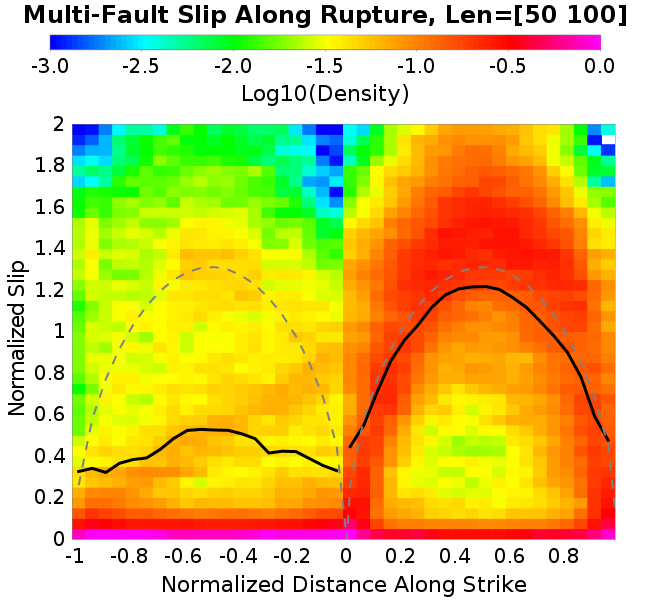 Multi-Fault Slip Along Rupture, Len=[50 100]
-3.0 -2.5 -2.0 -1.5 -1.0 -0.5 0.0
Log10(Density)
Normalized Slip
2
1.8
1.6
1.4
1.2
1
0.8
0.6
0.4
0.2
0
-1 -0.8 -0.6 -0.4 -0.2 0 0.2 0.4 0.6 0.8
Normalized Distance Along Strike